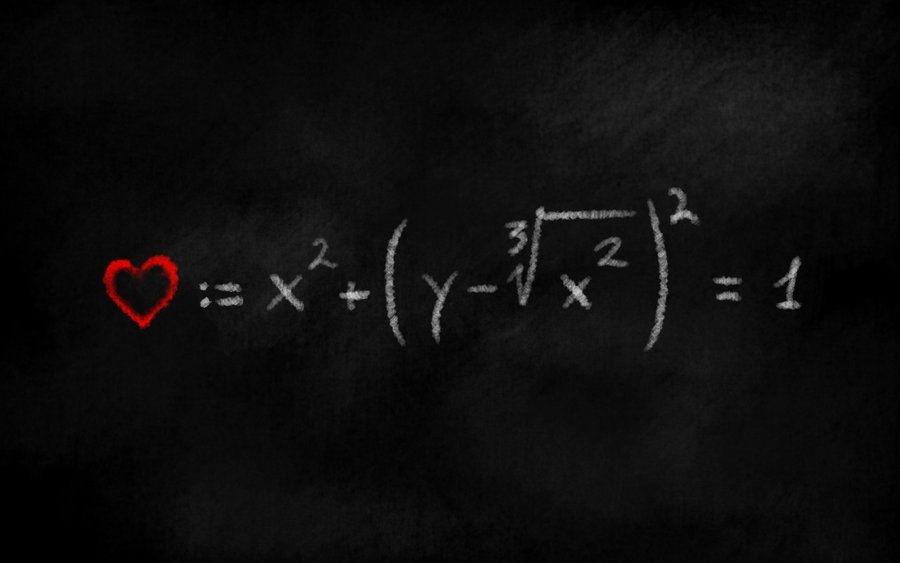 ♡ := x² + (y - ∛x²)² = 1